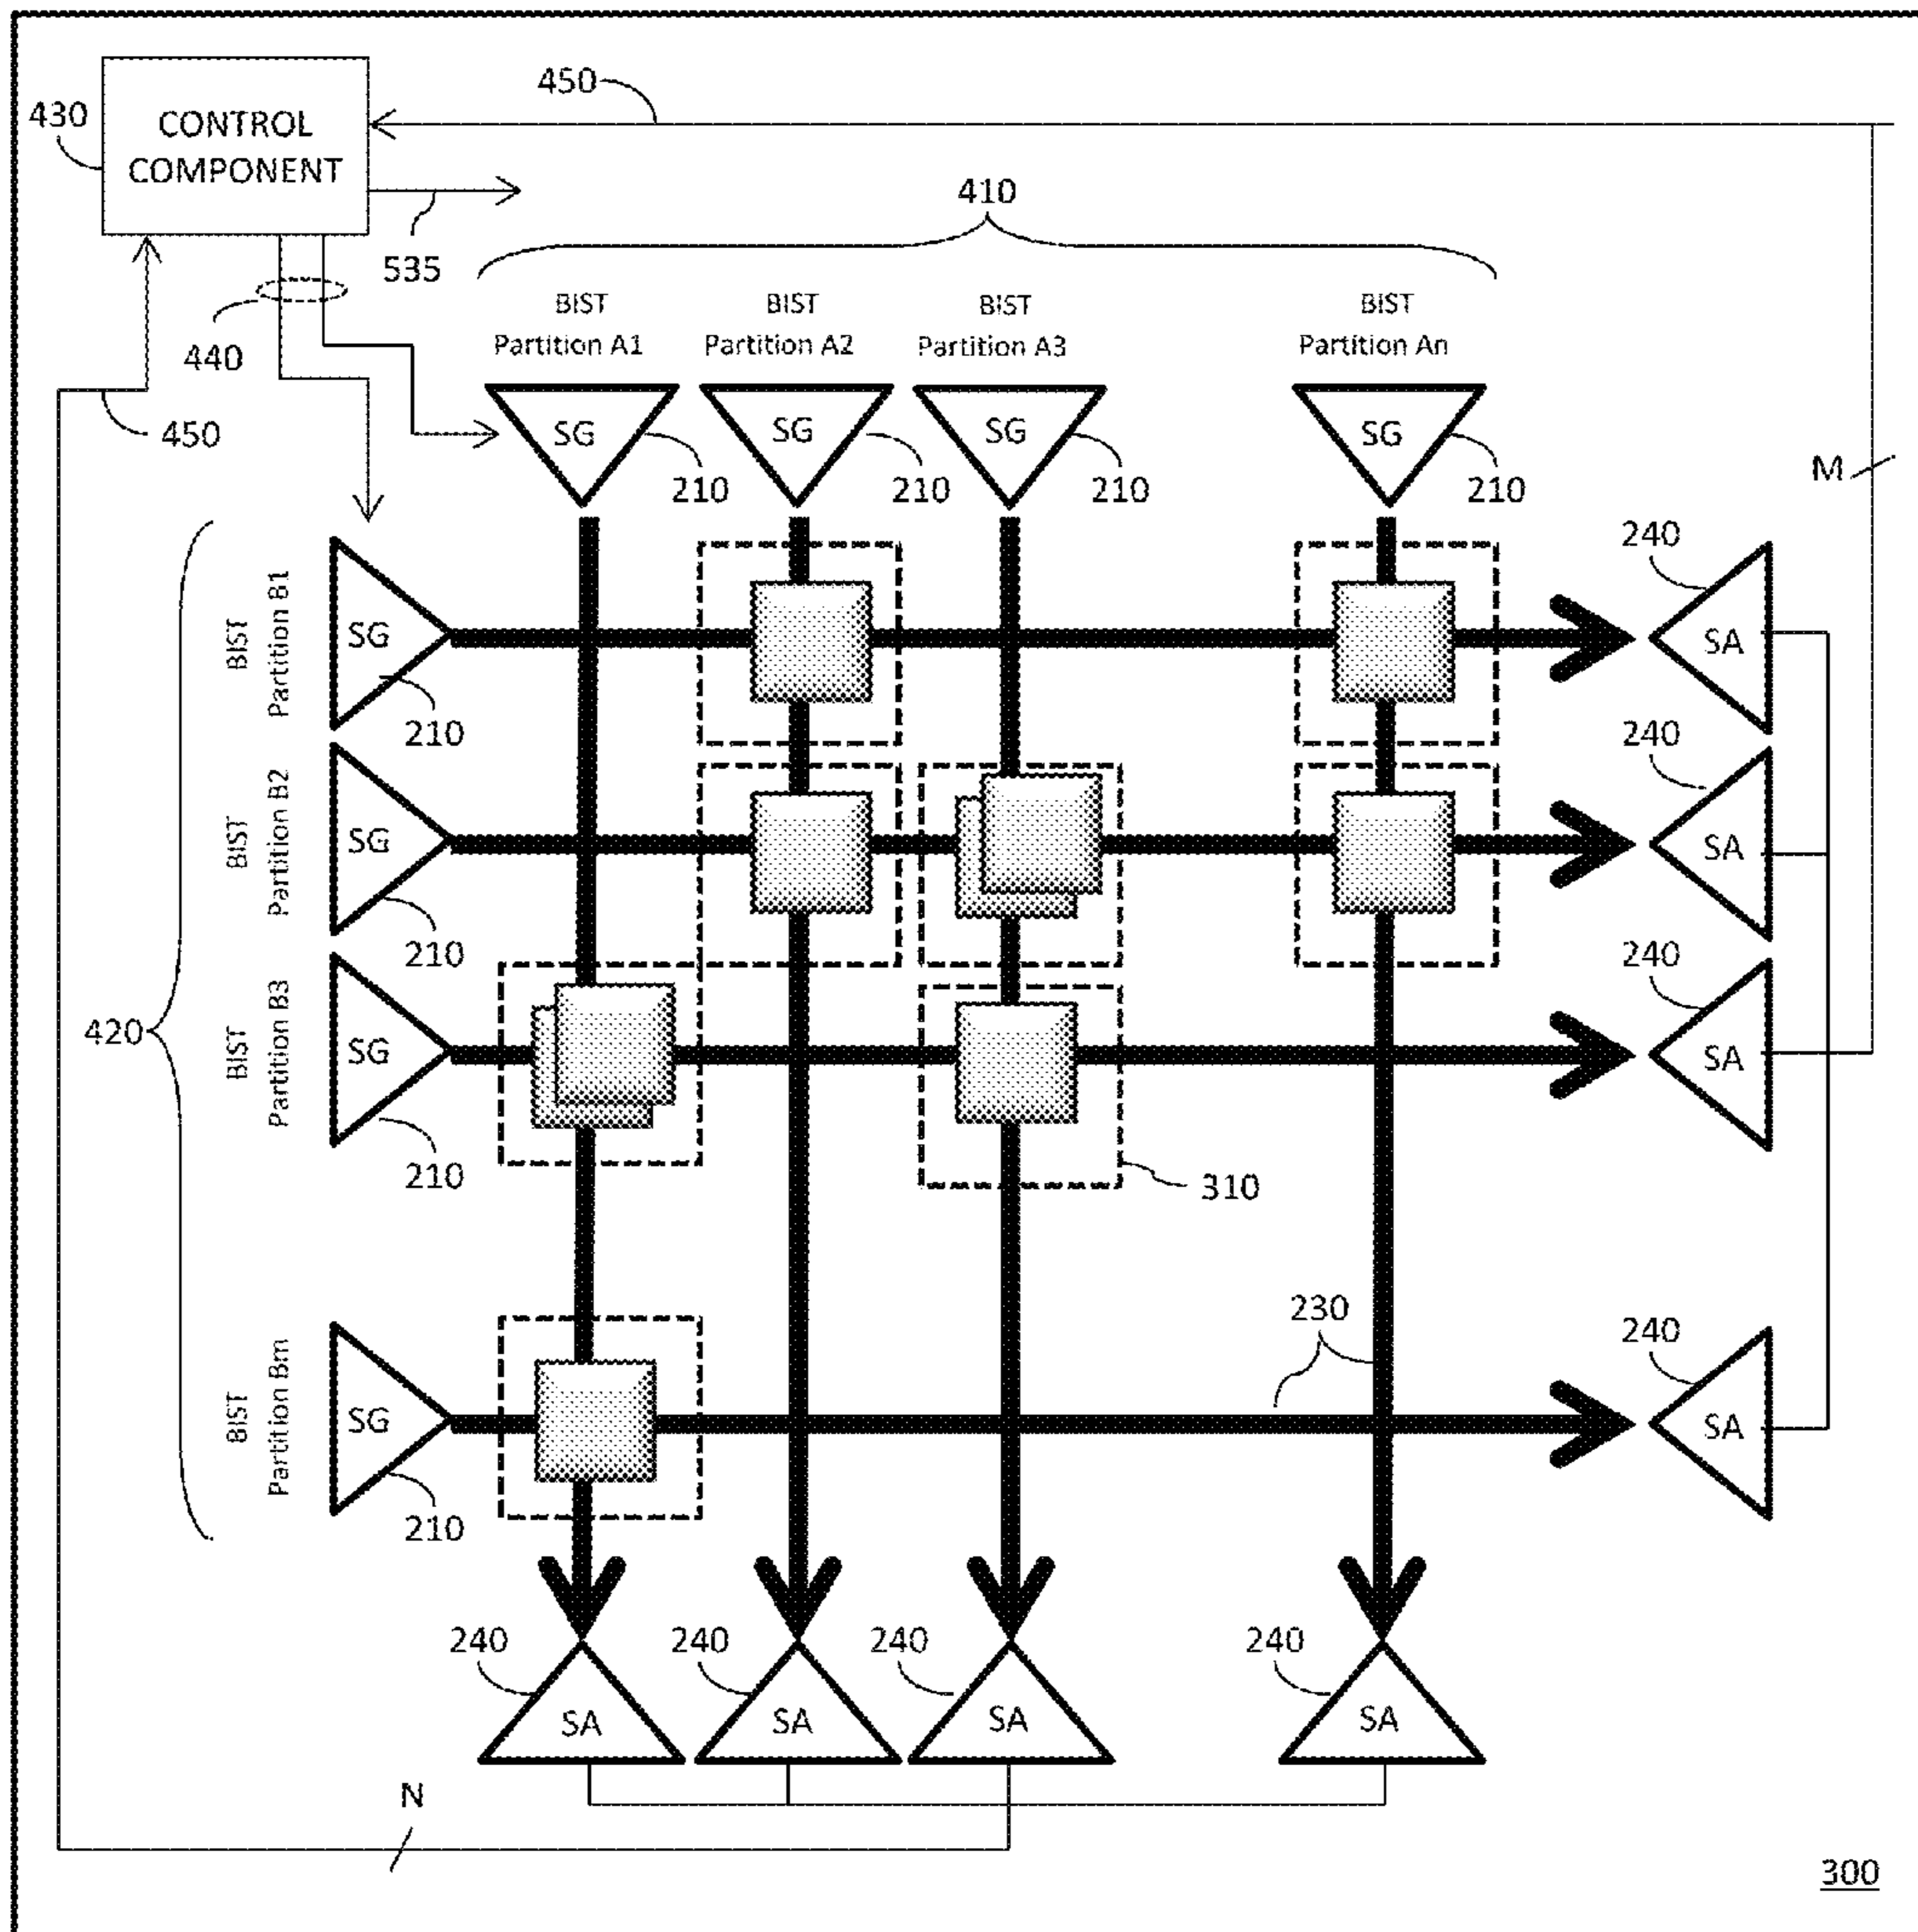 450
430
CONTROL
COMPONENT
535
410
440
450
BIST
Partition A1
BIST
Partition A2
BIST
Partition A3
BIST
Partition An
SG
210
SG
210
SG
210
SG
210
M
420
BIST
Partition B1
SG
210
240
SA
BIST
Partition B2
SG
210
240
SA
BIST
Partition B3
SG
210
240
SA
310
BIST
Partition Bm
SG
210
230
240
SA
240
SA
240
SA
240
SA
240
SA
N
300